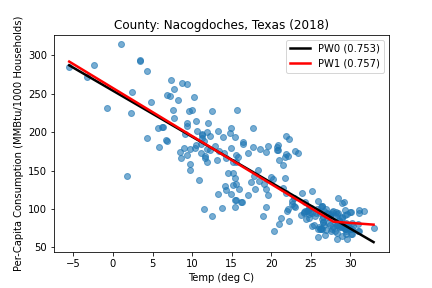 County: Nacogdoches, Texas (2018)
PW0 (0.753)
PW1 (0.757)
Per-Capita Consumption (MMBtu/1000 Households)
300
250
200
150
100
50
−5 0 5 10 15 20 25 30
Temp (deg C)